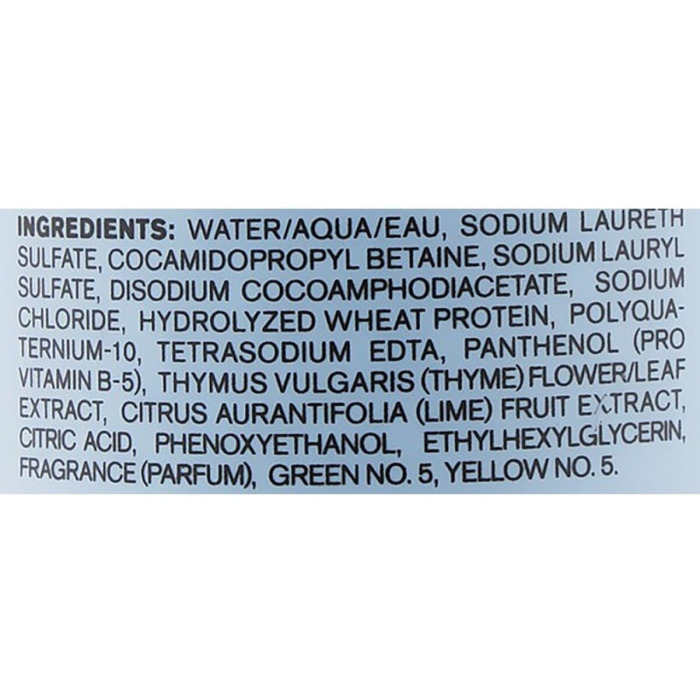 INGREDIENTS: WATER/AQUA/EAU, SODIUM LAURETH
SULFATE, COCAMIDOPROPYL BETAINE, SODIUM LAURYL
SULFATE, DISODIUM COCOAMPHODIACETATE, SODIUM
CHLORIDE, HYDROLYZED WHEAT PROTEIN, POLYQUA-
TERNIUM-10, TETRASODIUM EDTA, PANTHENOL (PRO
VITAMIN B-5), THYMUS VULGARIS (THYME) FLOWER/LEAF
EXTRACT, CITRUS AURANTIFOLIA (LIME) FRUIT EXTRACT,
CITRIC ACID, PHENOXYETHANOL, ETHYLHEXYLGLYCERIN,
FRAGRANCE (PARFUM), GREEN NO. 5, YELLOW NO. 5.